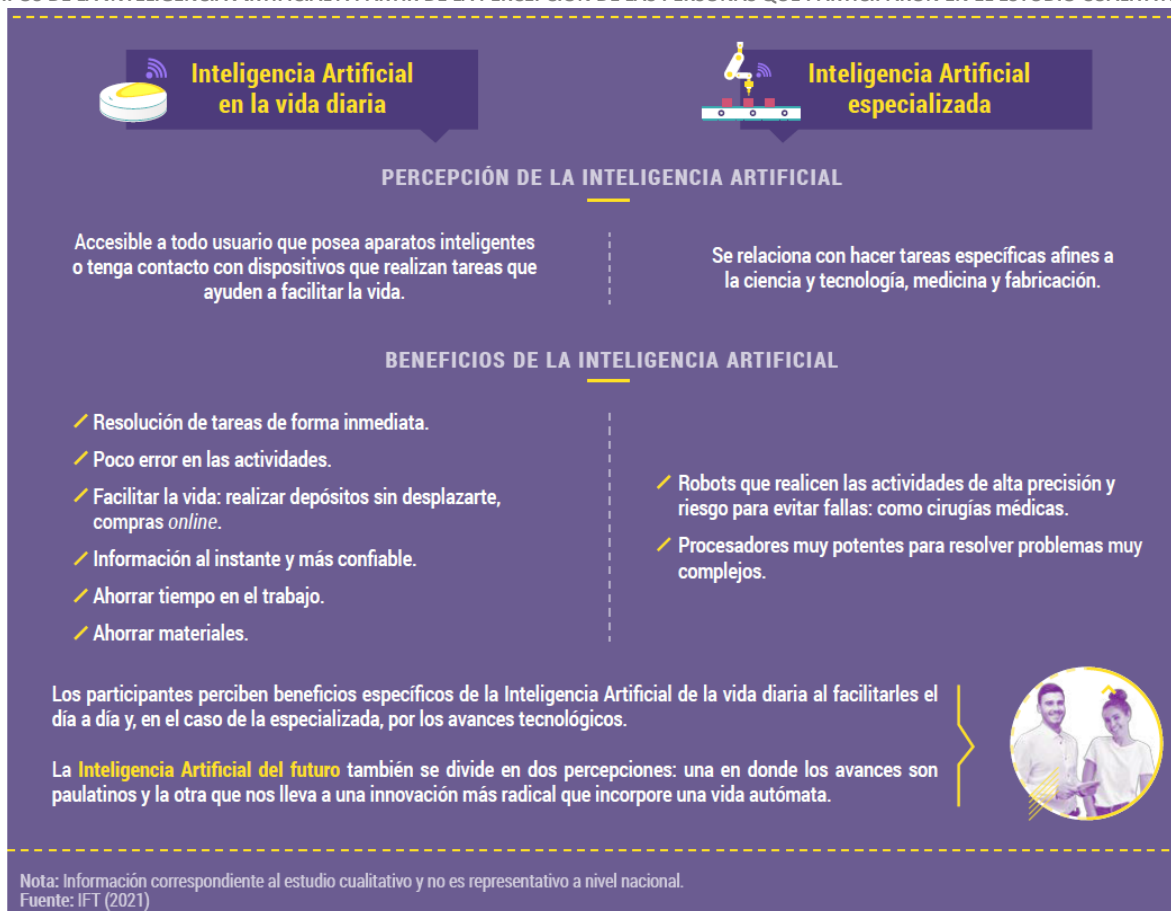 Inteligencia Artificial
en la vida diaria
Inteligencia Artificial
especializada
PERCEPCIÓN DE LA INTELIGENCIA ARTIFICIAL
Accesible a todo usuario que posea aparatos inteligentes
o tenga contacto con dispositivos que realizan tareas que
ayuden a facilitar la vida.
Se relaciona con hacer tareas específicas afines a
la ciencia y tecnología, medicina y fabricación.
BENEFICIOS DE LA INTELIGENCIA ARTIFICIAL
Resolución de tareas de forma inmediata.
Poco error en las actividades.
Facilitar la vida: realizar depósitos sin desplazarte,
compras online.
Información al instante y más confiable.
Ahorrar tiempo en el trabajo.
Ahorrar materiales.
Robots que realicen las actividades de alta precisión y
riesgo para evitar fallas: como cirugías médicas.
Procesadores muy potentes para resolver problemas muy
complejos.
Los participantes perciben beneficios específicos de la Inteligencia Artificial de la vida diaria al facilitarles el
día a día y, en el caso de la especializada, por los avances tecnológicos.
La Inteligencia Artificial del futuro también se divide en dos percepciones: una en donde los avances son
paulatinos y la otra que nos lleva a una innovación más radical que incorpore una vida autómata.
Nota: Información correspondiente al estudio cualitativo y no es representativo a nivel nacional.
Fuente: IFT (2021)